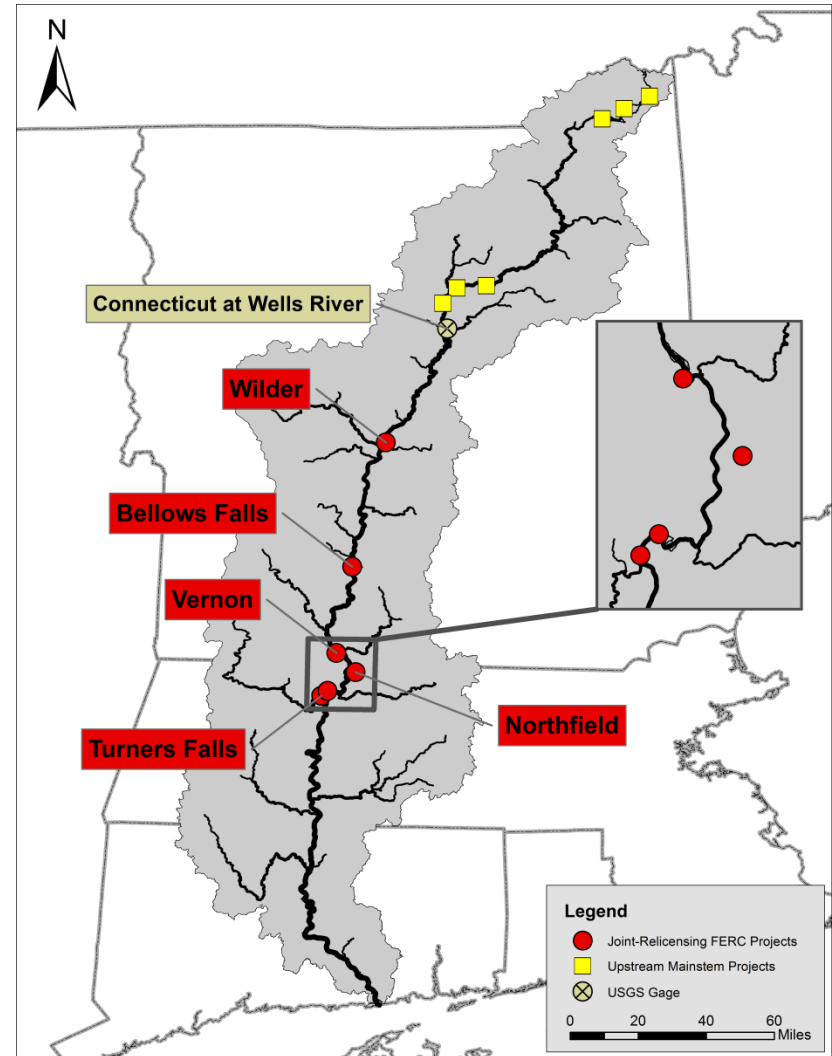 N
Connecticut at Wells River
Wilder
Bellows Falls
Vernon
Northfield
Turners Falls
Legend
Joint-Relicensing FERC Projects
Upstream Mainstem Projects
USGS Gage
0 20 40 60
Miles